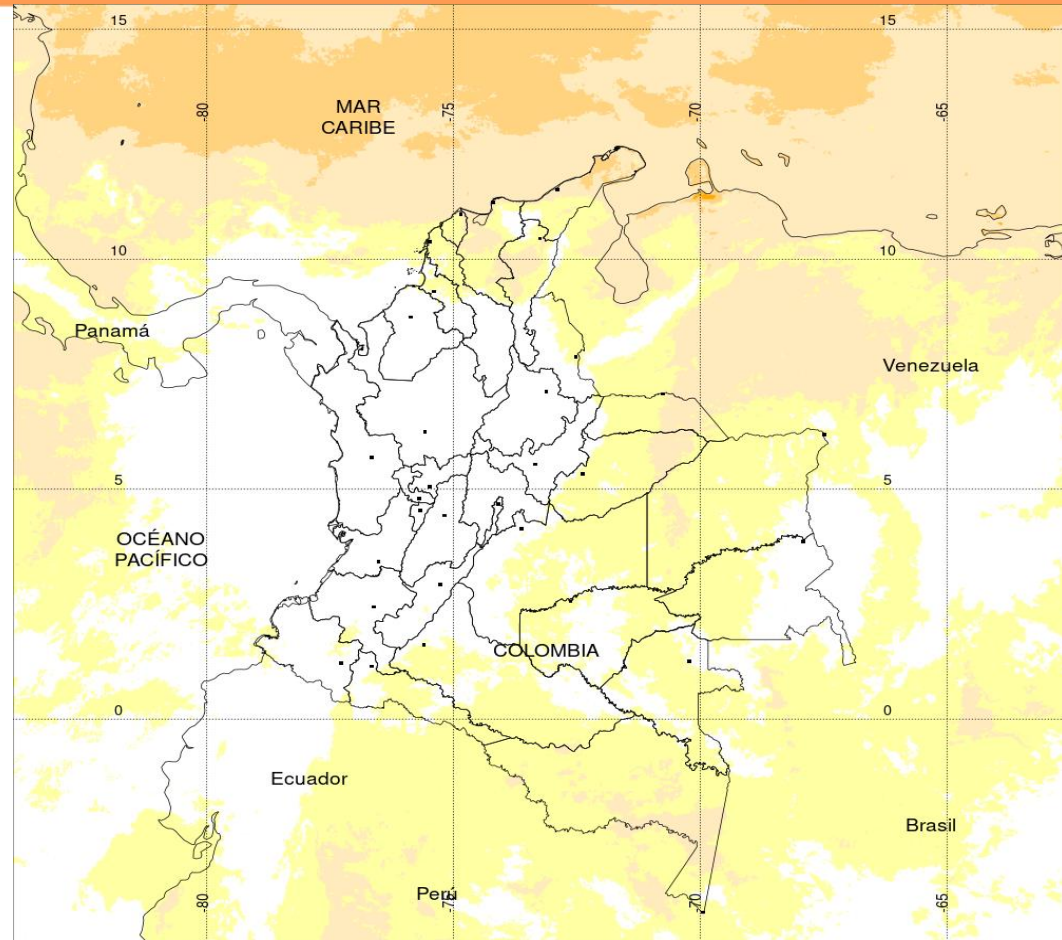 15
15
-80
-75
-70
-65
MAR
CARIBE
10
10
Panamá
Venezuela
5
5
OCÉANO
PACÍFICO
COLOMBIA
0
0
Ecuador
Brasil
Perú
-80
-75
-70
-65